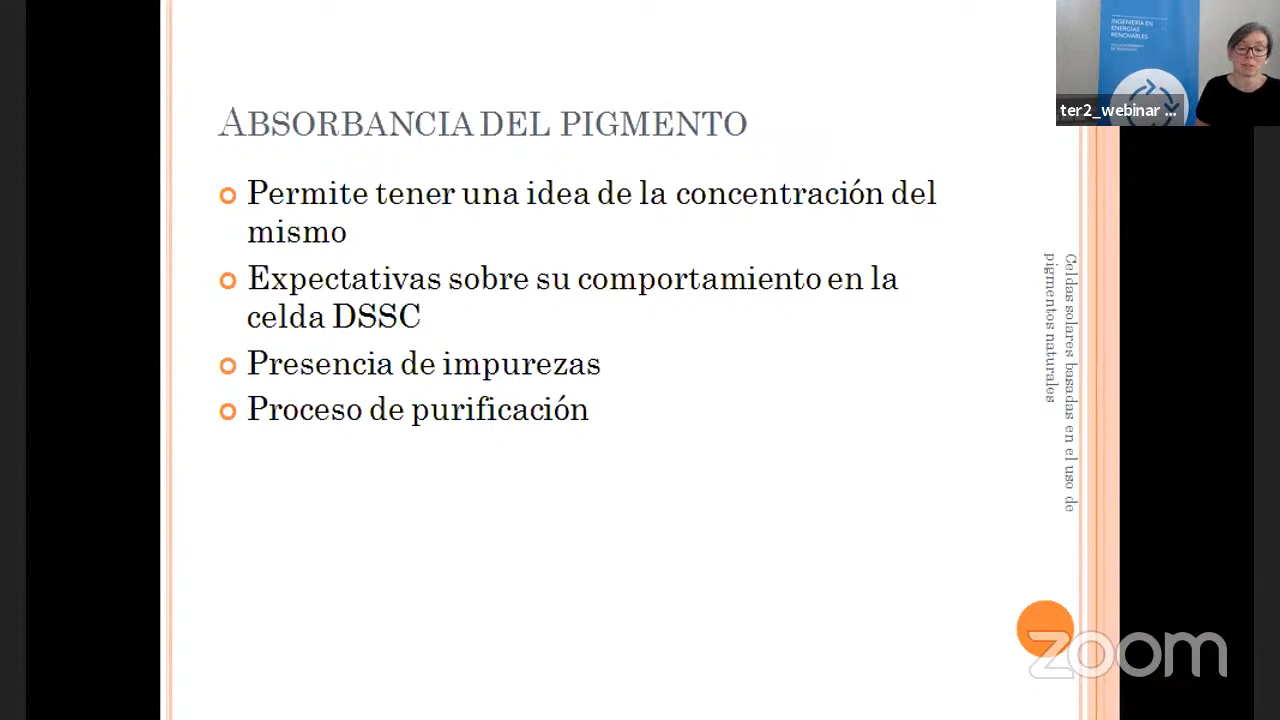 INGENIERÍA EN
ENERGÍAS
RENOVABLES
ter2_webinar ...
ABSORBANCIA DEL PIGMENTO
Permite tener una idea de la concentración del
mismo
Expectativas sobre su comportamiento en la
celda DSSC
Presencia de impurezas
Proceso de purificación
Celdas solares basadas en el uso de
pigmentos naturales
zoom